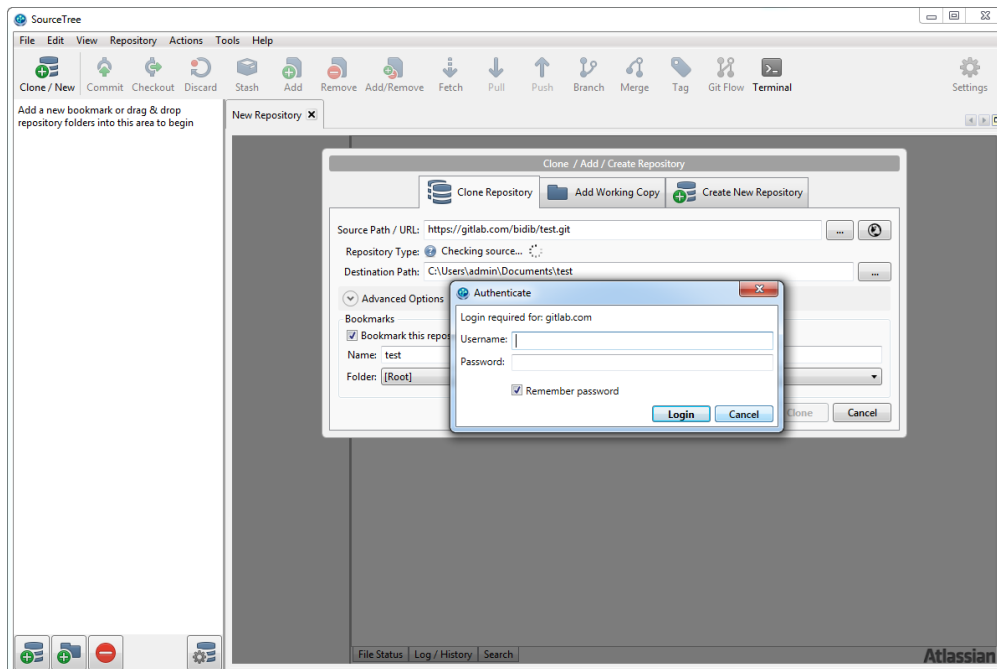 SourceTree
File Edit View Repository Actions Tools Help
Clone / New Commit Checkout Discard Stash Add Remove Add/Remove Fetch Pull Push Branch Merge Tag Git Flow Terminal Settings
Add a new bookmark or drag & drop
repository folders into this area to begin
New Repository
Clone / Add / Create Repository
Clone Repository Add Working Copy Create New Repository
Source Path / URL: https://gitlab.com/bidib/test.git ...
Repository Type: Checking source...
Destination Path: C:\Users\admin\Documents\test ...
Advanced Options
Bookmarks
Bookmark this repos
Name: test
Folder: [Root]
Clone Cancel
Authenticate
Login required for: gitlab.com
Username:
Password:
Remember password
Login Cancel
File Status Log / History Search
Atlassian